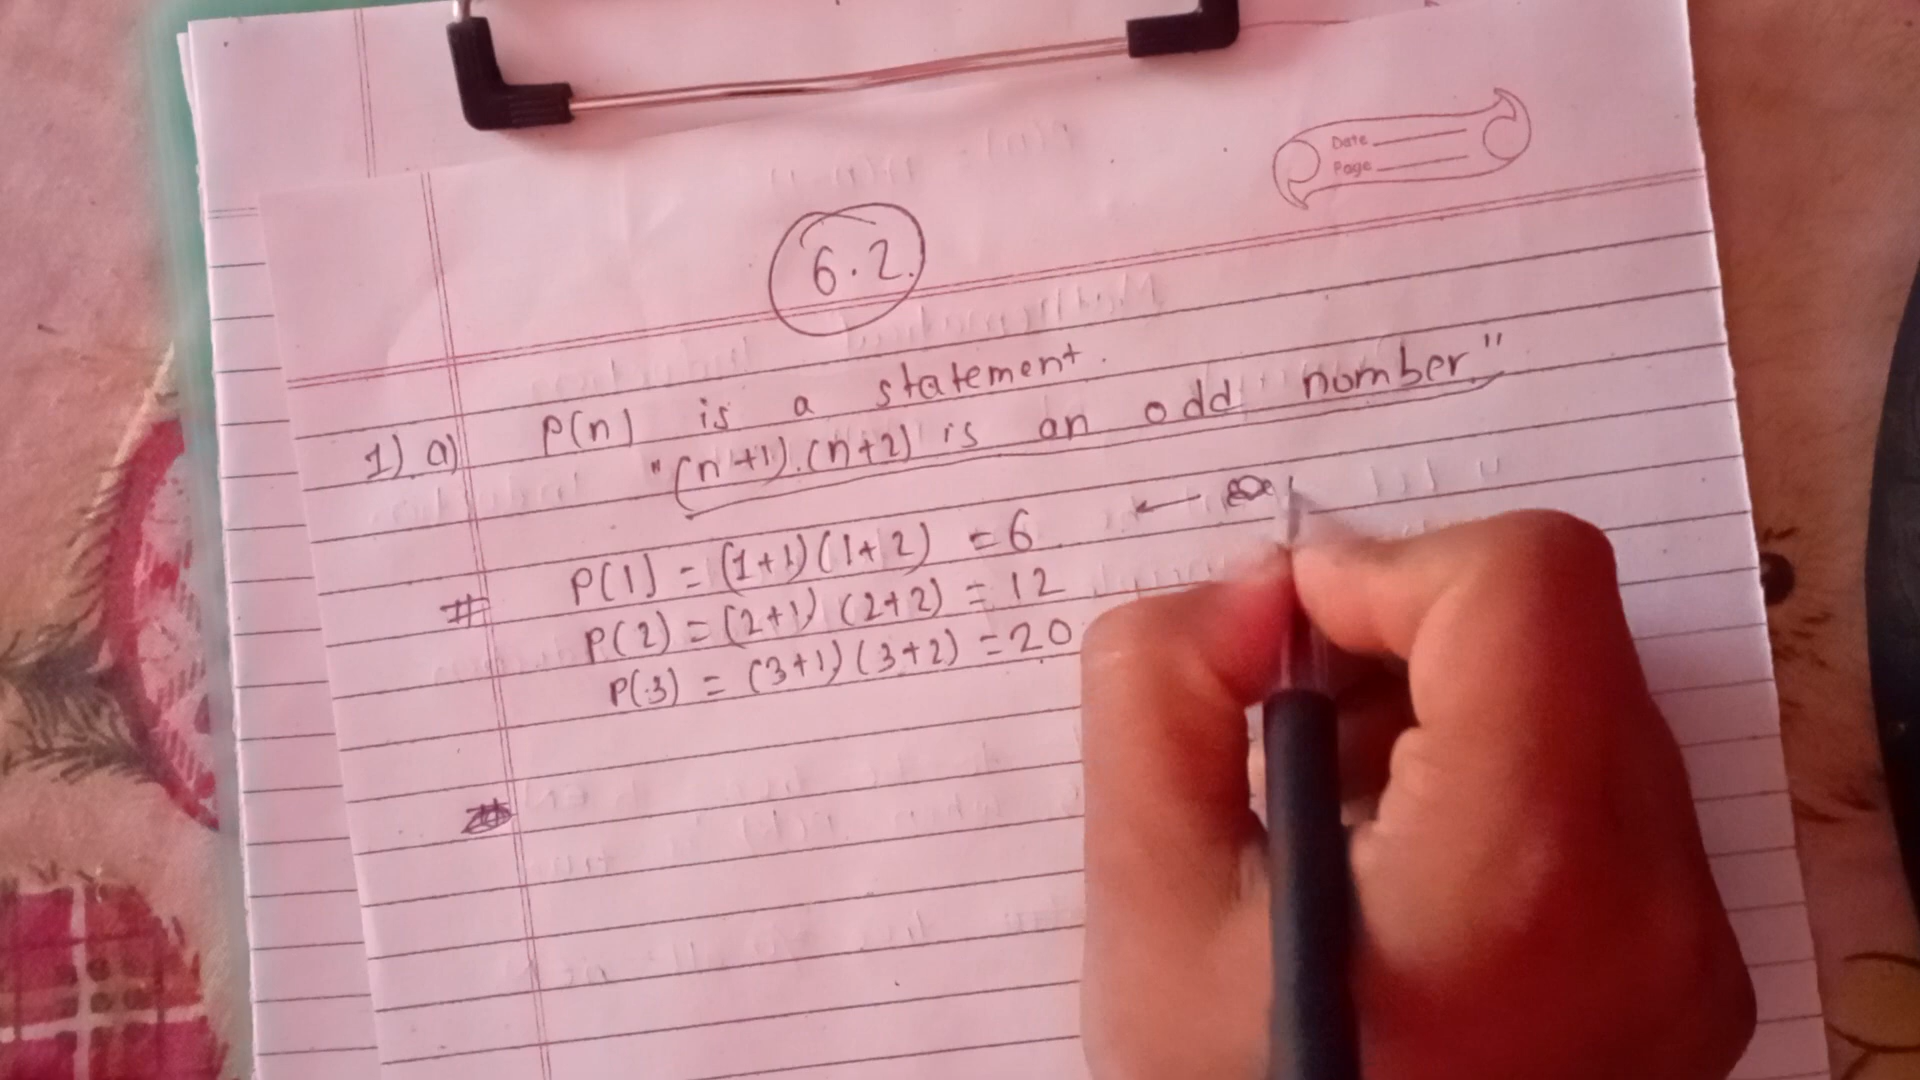 Date
Page
6.2.
1) a) P(n) is a statement.
"(n+1).(n+2) is an odd number"
# P(1) = (1+1)(1+2) = 6 ←
P(2) = (2+1) (2+2) = 12
P(3) = (3+1) (3+2) = 20